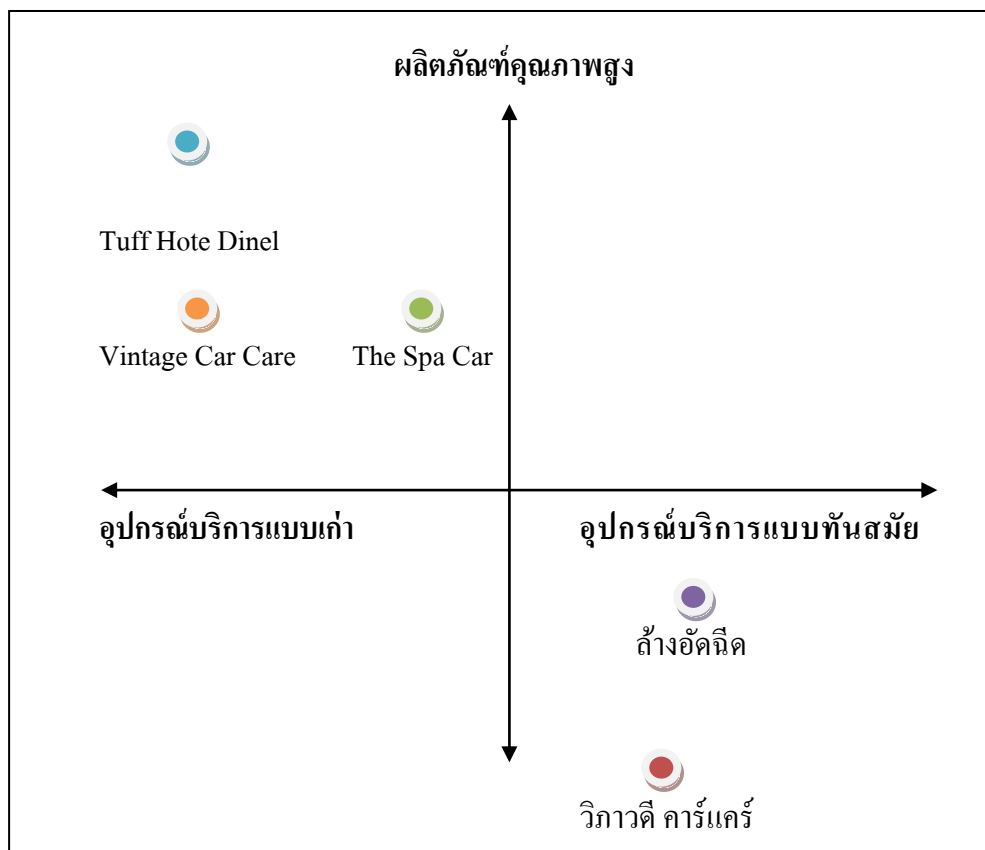 ผลิตภัณฑ์คุณภาพสูง
Tuff Hote Dinel
Vintage Car Care
The Spa Car
อุปกรณ์บริการแบบเก่า
อุปกรณ์บริการแบบทันสมัย
ล้างอัดฉีด
วิภาวดี คาร์แคร์